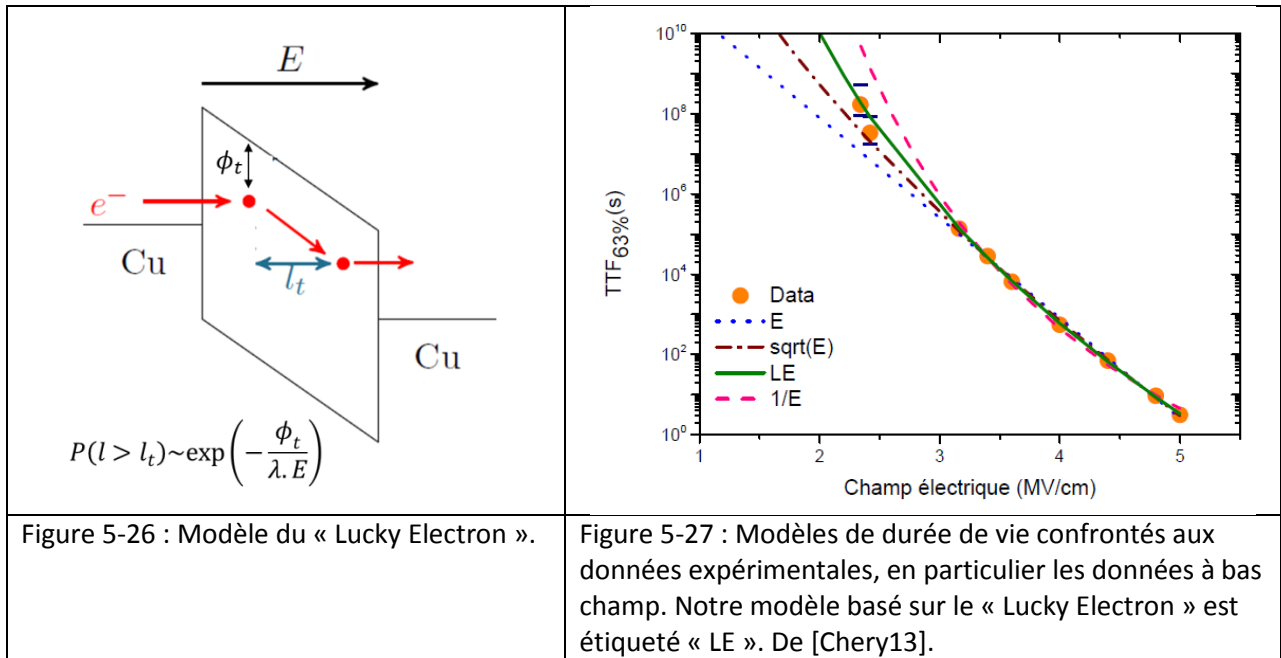 E
ϕt
e−
Cu
lt
Cu
P(l > lt)~exp(−ϕt/λ.E)
Figure 5-26 : Modèle du « Lucky Electron ».
10^10
10^8
10^6
10^4
10^2
10^0
TTF63%(s)
Data
E
sqrt(E)
LE
1/E
1 2 3 4 5
Champ électrique (MV/cm)
Figure 5-27 : Modèles de durée de vie confrontés aux
données expérimentales, en particulier les données à bas
champ. Notre modèle basé sur le « Lucky Electron » est
étiqueté « LE ». De [Chery13].